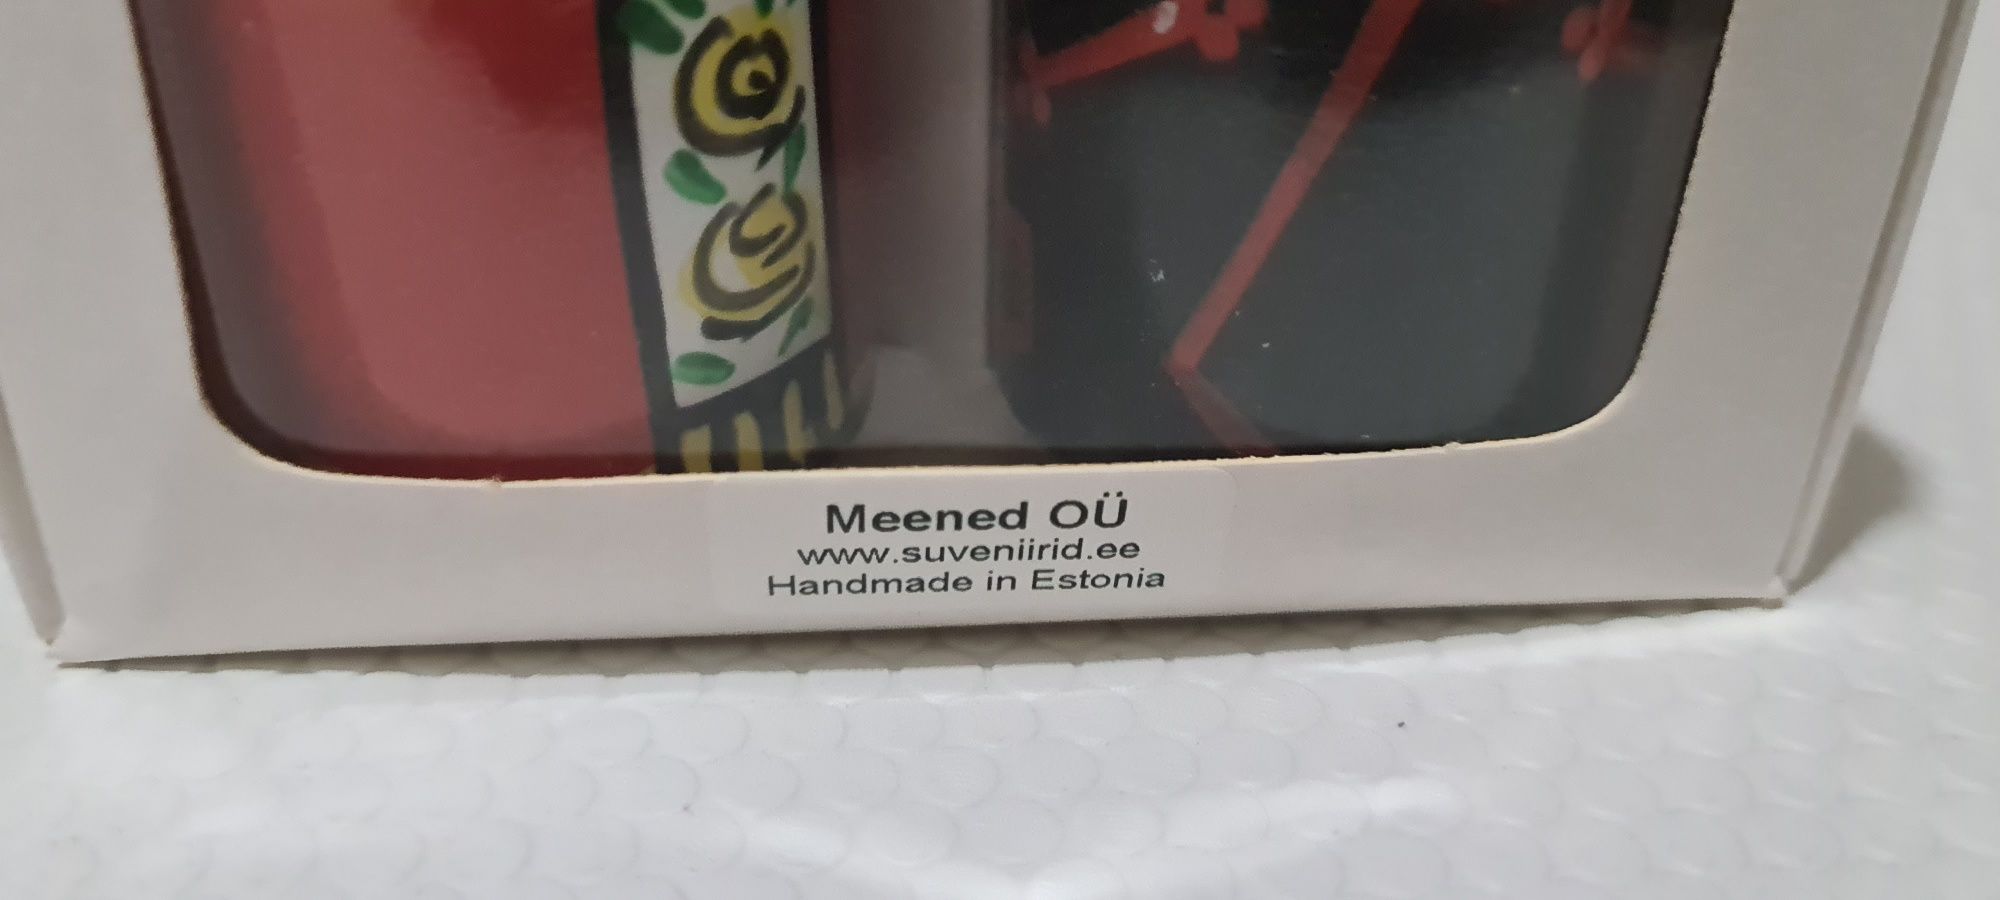 Meened OÜ
www.suveniirid.ee
Handmade in Estonia